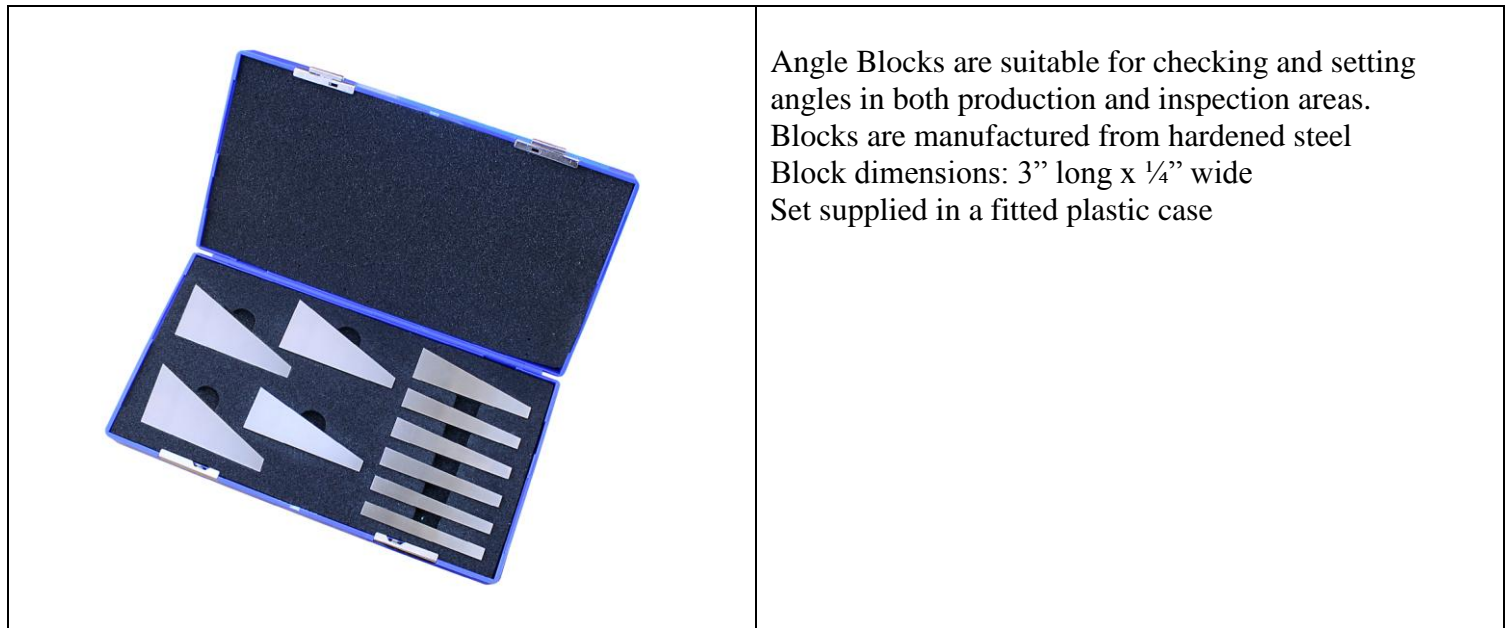 Angle Blocks are suitable for checking and setting
angles in both production and inspection areas.
Blocks are manufactured from hardened steel
Block dimensions: 3” long x ¼” wide
Set supplied in a fitted plastic case